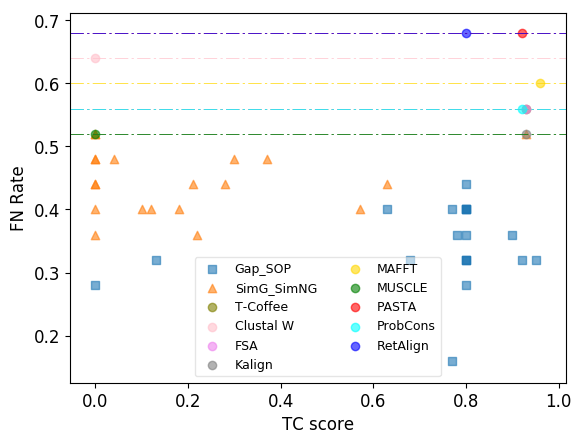 0.7
0.6
0.5
0.4
0.3
0.2
FN Rate
Gap_SOP
SimG_SimNG
T-Coffee
Clustal W
FSA
Kalign
MAFFT
MUSCLE
PASTA
ProbCons
RetAlign
0.0 0.2 0.4 0.6 0.8 1.0
TC score